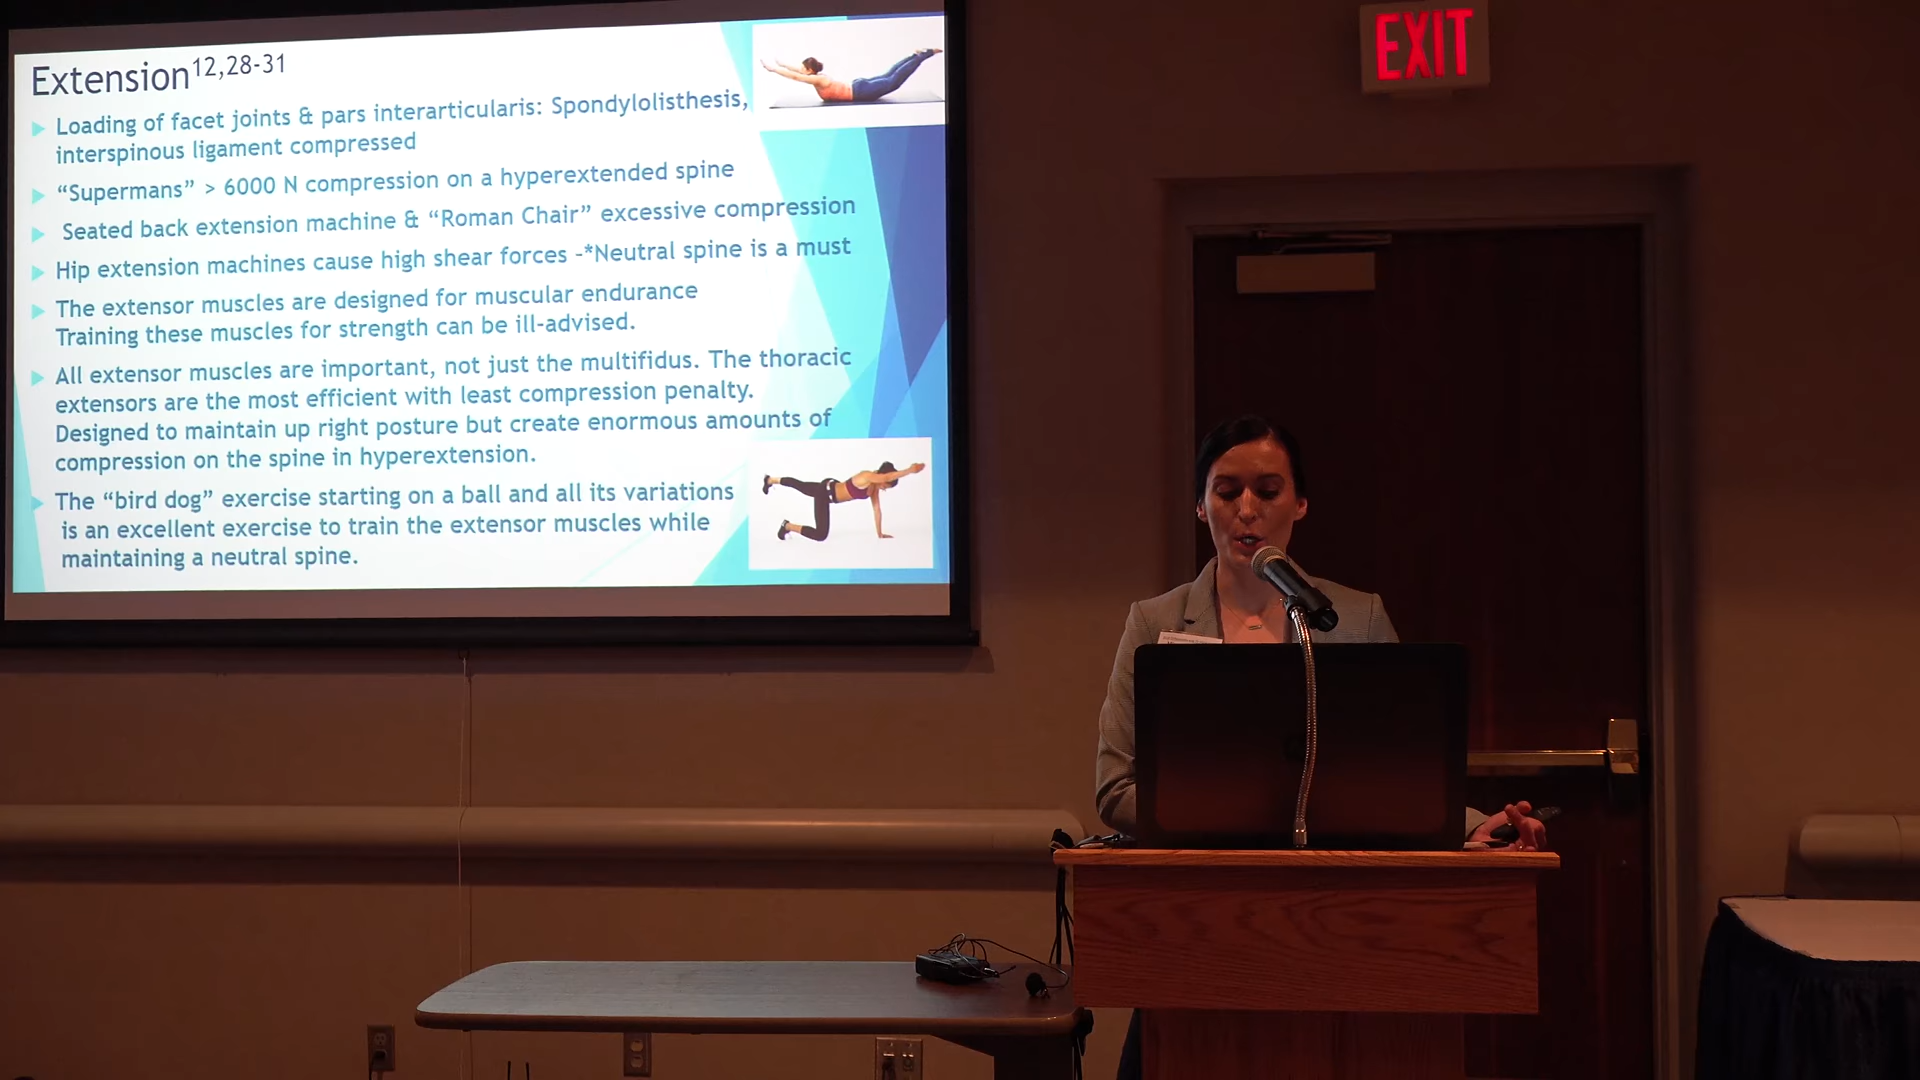 Extension12,28-31
Loading of facet joints & pars interarticularis: Spondylolisthesis,
interspinous ligament compressed
“Supermans” > 6000 N compression on a hyperextended spine
Seated back extension machine & “Roman Chair” excessive compression
Hip extension machines cause high shear forces –*Neutral spine is a must
The extensor muscles are designed for muscular endurance
Training these muscles for strength can be ill-advised.
All extensor muscles are important, not just the multifidus. The thoracic
extensors are the most efficient with least compression penalty.
Designed to maintain up right posture but create enormous amounts of
compression on the spine in hyperextension.
The “bird dog” exercise starting on a ball and all its variations
is an excellent exercise to train the extensor muscles while
maintaining a neutral spine.
EXIT